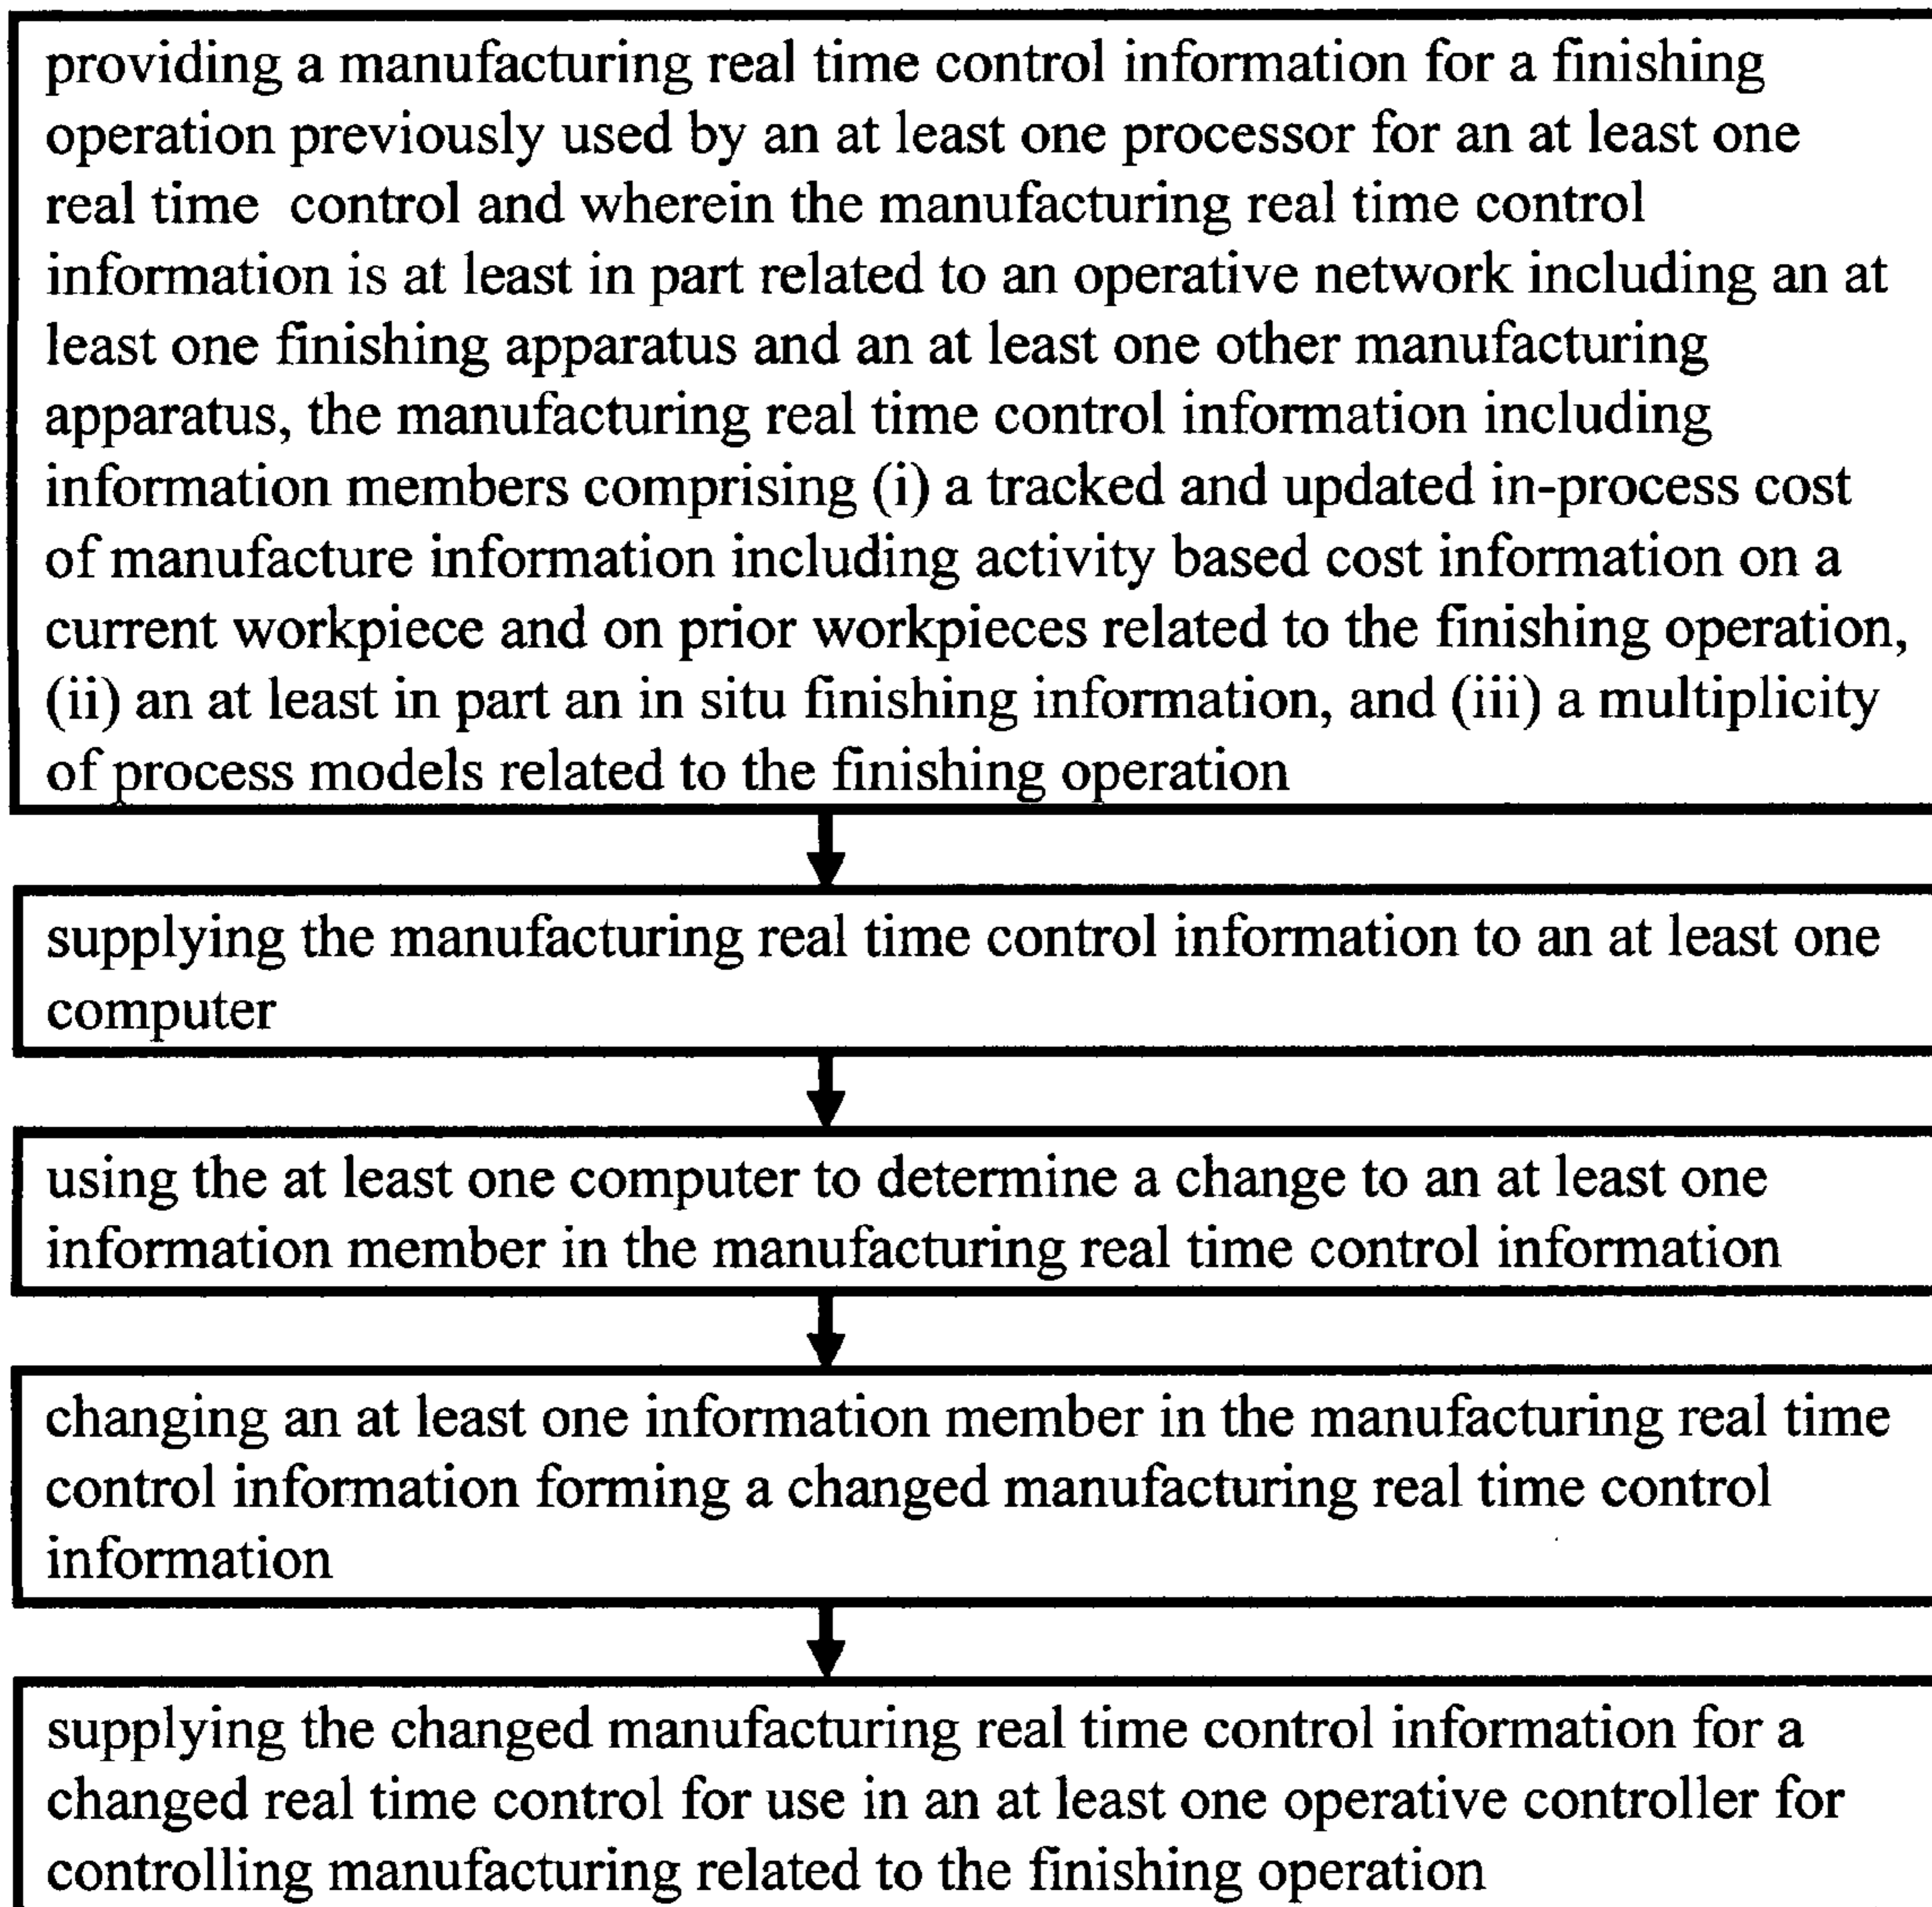 providing a manufacturing real time control information for a finishing
operation previously used by an at least one processor for an at least one
real time control and wherein the manufacturing real time control
information is at least in part related to an operative network including an at
least one finishing apparatus and an at least one other manufacturing
apparatus, the manufacturing real time control information including
information members comprising (i) a tracked and updated in-process cost
of manufacture information including activity based cost information on a
current workpiece and on prior workpieces related to the finishing operation,
(ii) an at least in part an in situ finishing information, and (iii) a multiplicity
of process models related to the finishing operation
supplying the manufacturing real time control information to an at least one
computer
using the at least one computer to determine a change to an at least one
information member in the manufacturing real time control information
changing an at least one information member in the manufacturing real time
control information forming a changed manufacturing real time control
information
supplying the changed manufacturing real time control information for a
changed real time control for use in an at least one operative controller for
controlling manufacturing related to the finishing operation